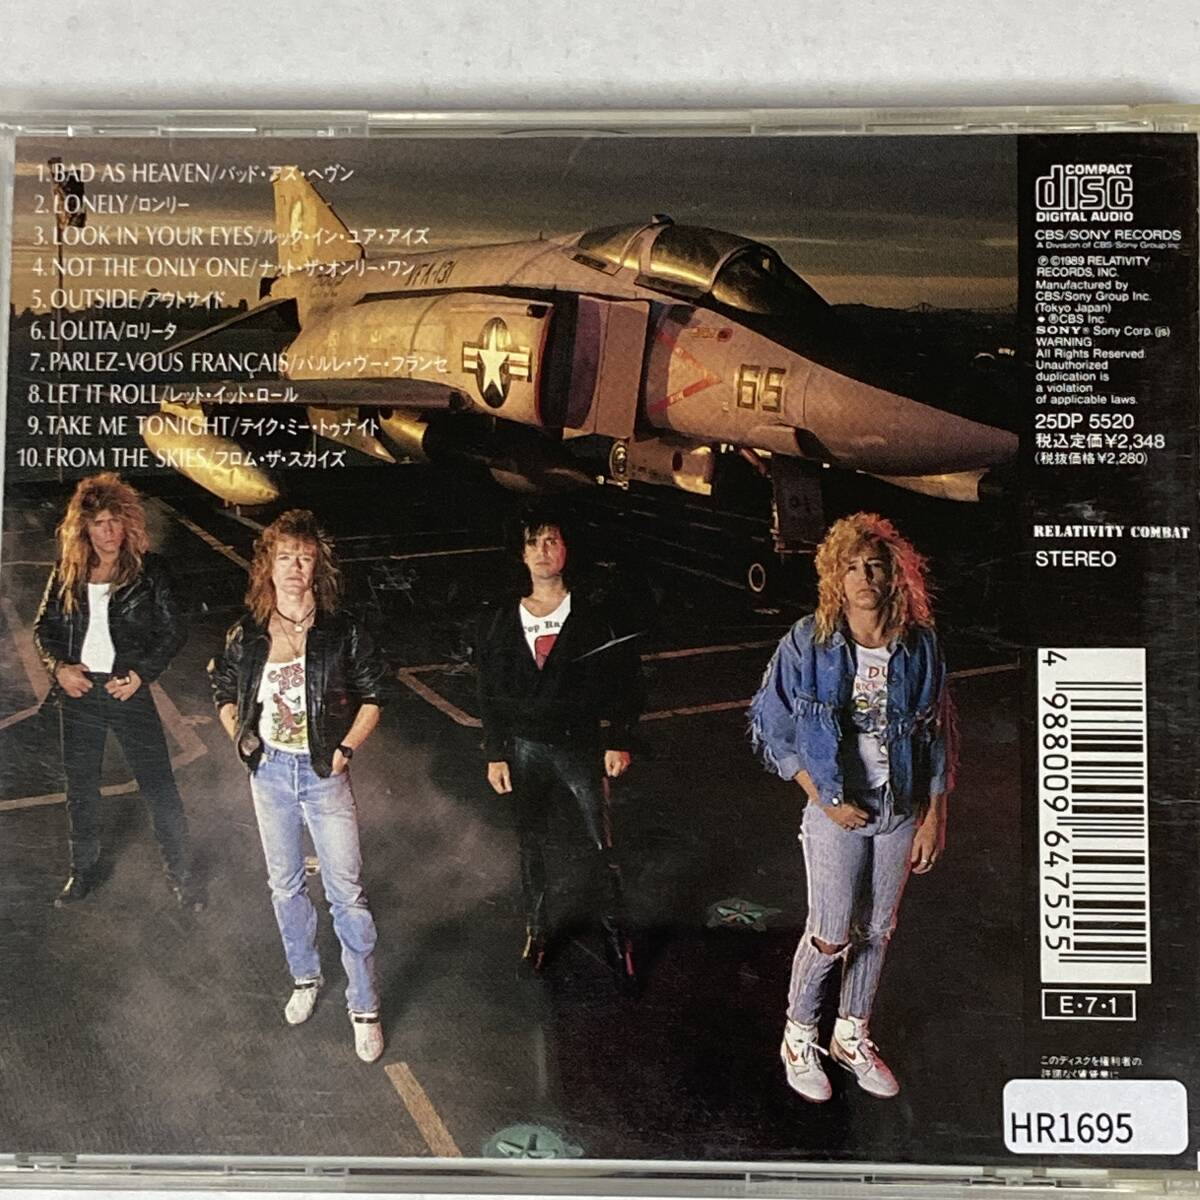 1. BAD AS HEAVEN/バッド・アズ・ヘヴン
2. LONELY/ロンリー
3. LOOK IN YOUR EYES/ルック・イン・ユア・アイズ
4. NOT THE ONLY ONE/ナット・ザ・オンリー・ワン
5. OUTSIDE/アウトサイド
6. LOLITA/ロリータ
7. PARLEZ-VOUS FRANÇAIS/パルレ・ヴー・フランセ
8. LET IT ROLL/レット・イット・ロール
9. TAKE ME TONIGHT/テイク・ミー・トゥナイト
10. FROM THE SKIES/フロム・ザ・スカイズ
65
COMPACT
disc
DIGITAL AUDIO
CBS/SONY RECORDS
A Division of CBS/Sony Group Inc.
Ⓟ©1989 RELATIVITY
RECORDS, INC.
Manufactured by
CBS/Sony Group Inc.
(Tokyo Japan)
®CBS Inc.
SONY® Sony Corp. (js)
WARNING:
All Rights Reserved.
Unauthorized
duplication is
a violation
of applicable laws.
25DP 5520
税込定価¥2,348
(税抜価格¥2,280)
RELATIVITY COMBAT
STEREO
4 988009 647555
E・7・1
このディスクを権利者の
許諾なく賃貸業に
HR1695